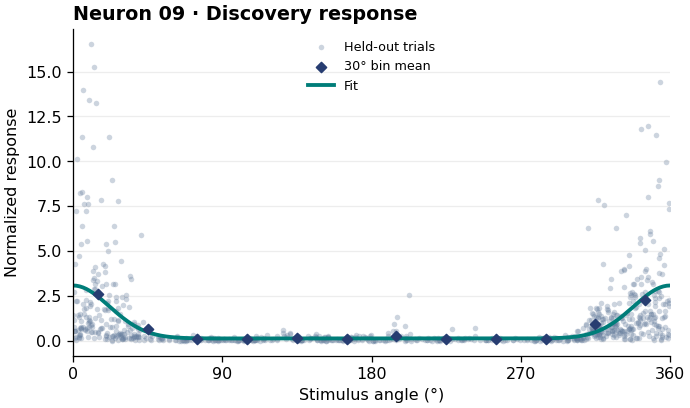 Neuron 09 · Discovery response
Held-out trials
30° bin mean
Fit
Normalized response
15.0
12.5
10.0
7.5
5.0
2.5
0.0
0 90 180 270 360
Stimulus angle (°)